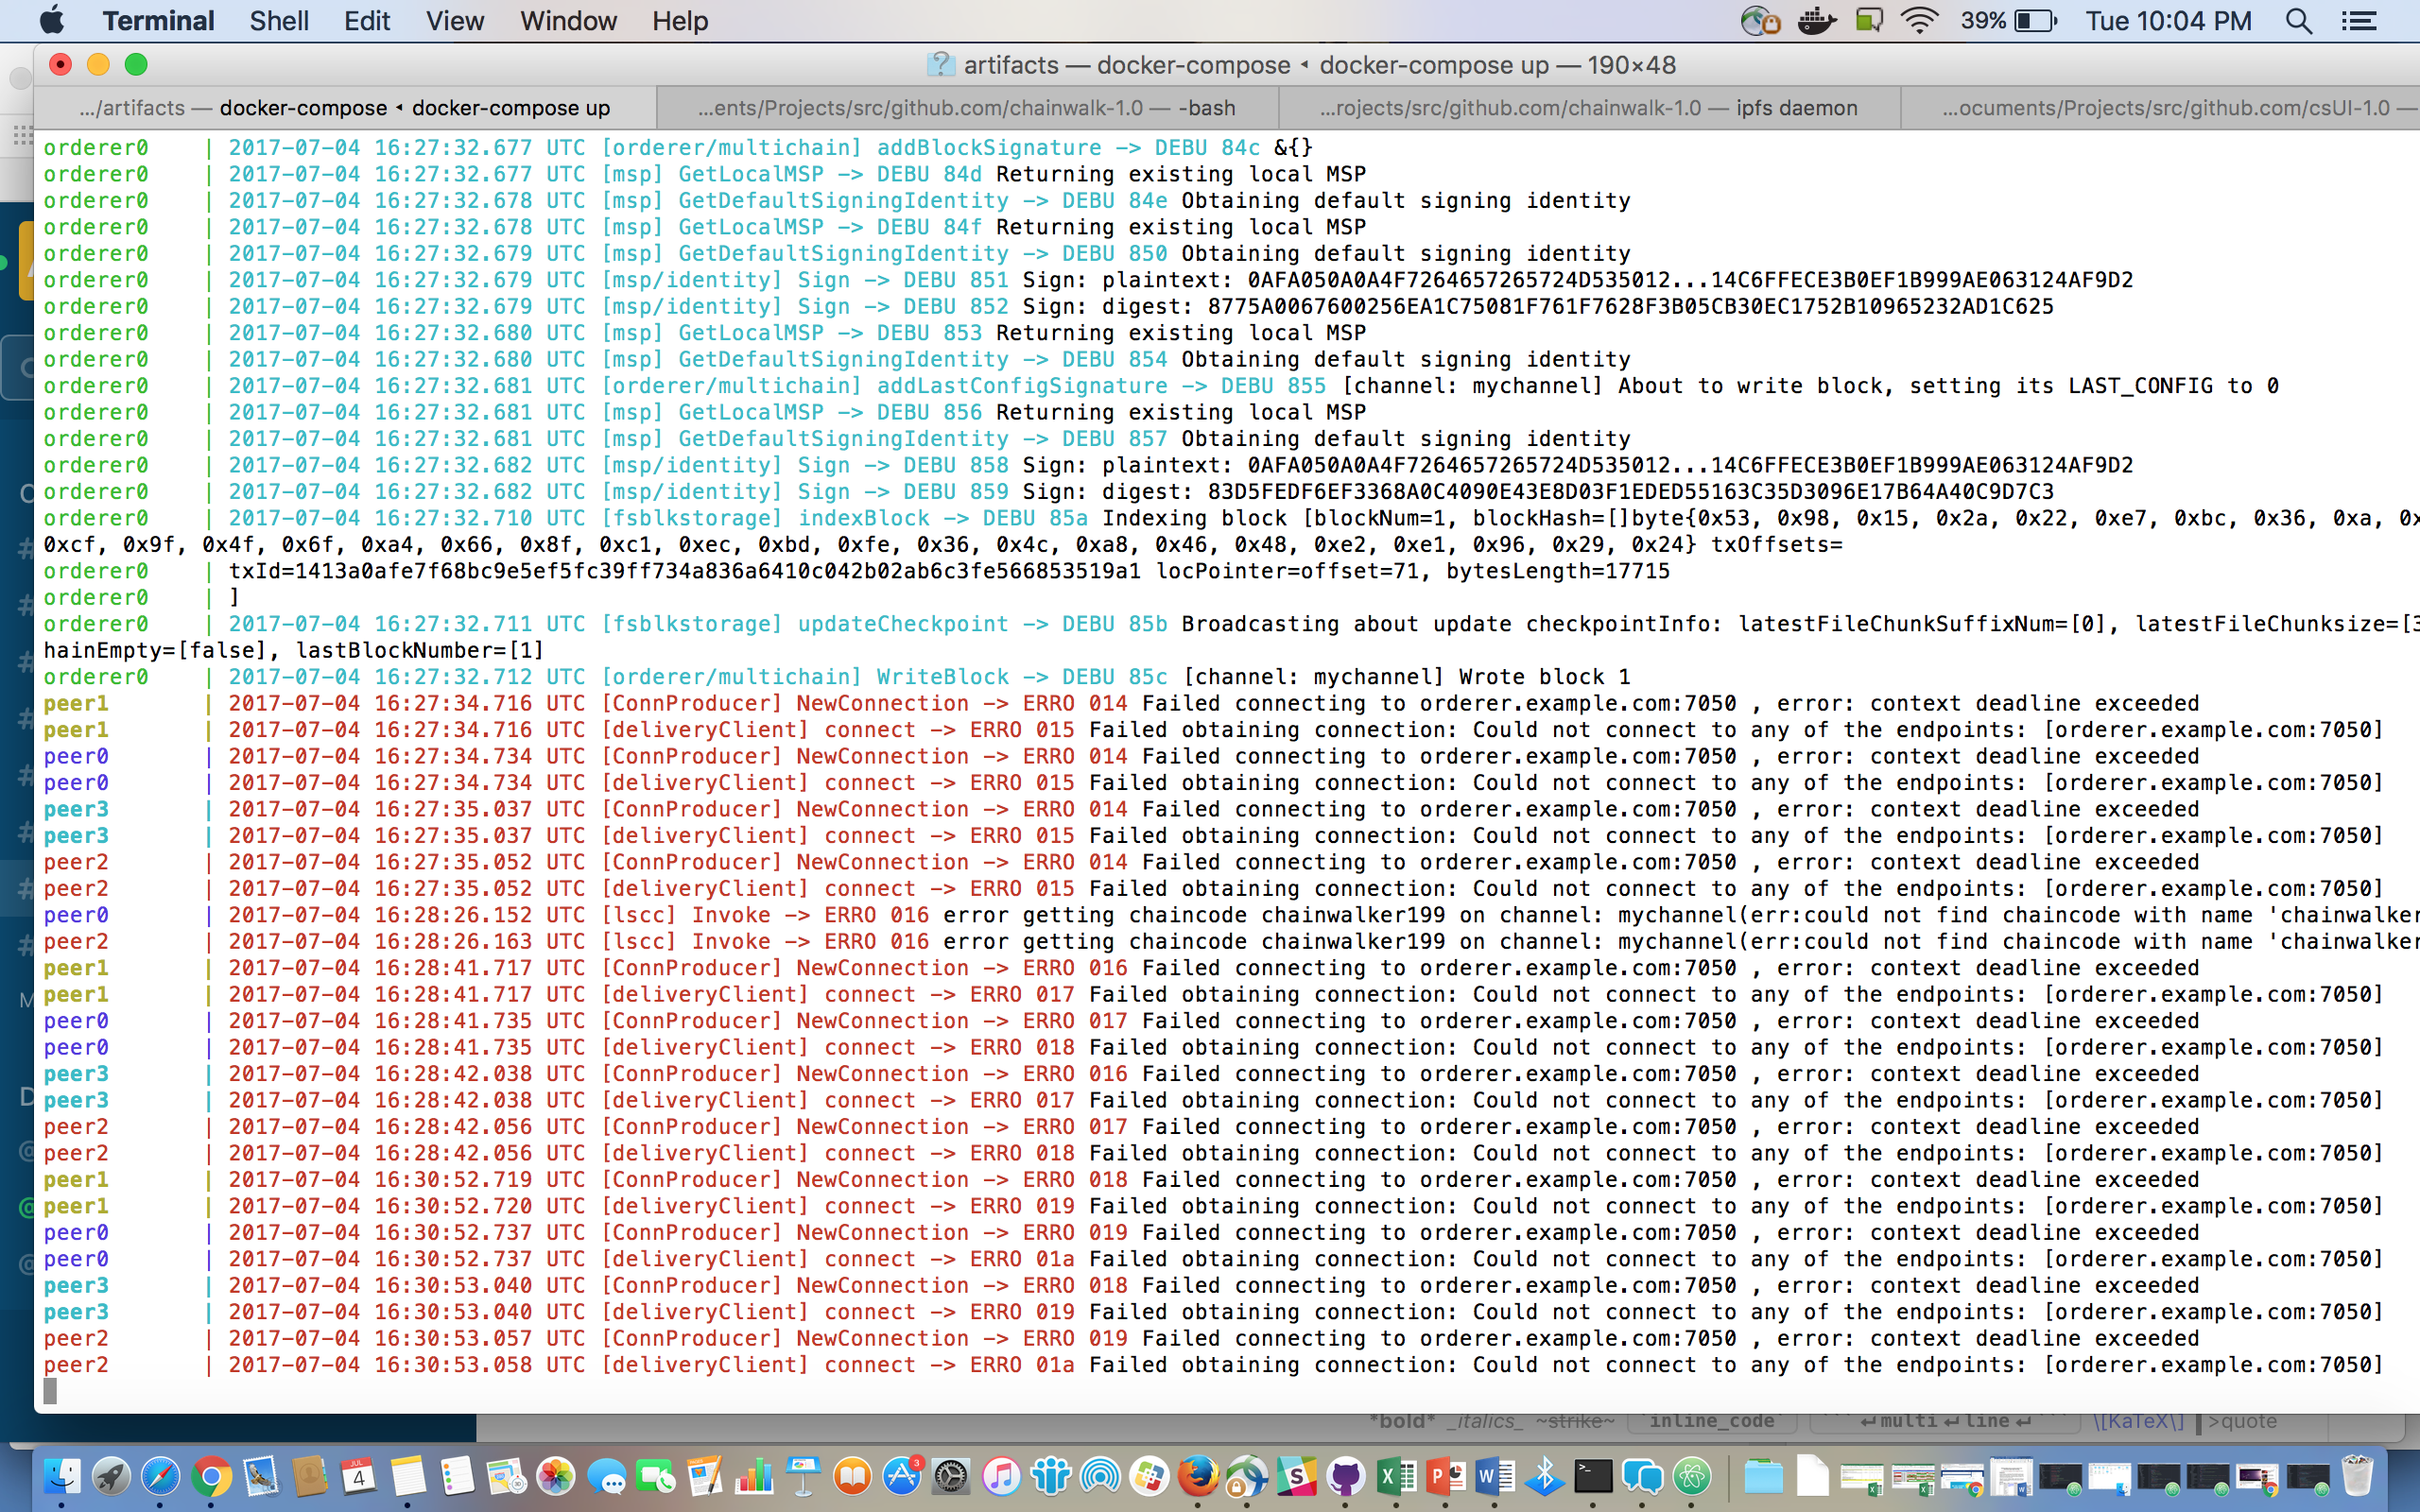 Terminal Shell Edit View Window Help 39% Tue 10:04 PM
artifacts — docker-compose ◂ docker-compose up — 190×48
.../artifacts — docker-compose ◂ docker-compose up ...ents/Projects/src/github.com/chainwalk-1.0 — -bash ...rojects/src/github.com/chainwalk-1.0 — ipfs daemon ...ocuments/Projects/src/github.com/csUI-1.0 —
orderer0 | 2017-07-04 16:27:32.677 UTC [orderer/multichain] addBlockSignature -> DEBU 84c &{}
orderer0 | 2017-07-04 16:27:32.677 UTC [msp] GetLocalMSP -> DEBU 84d Returning existing local MSP
orderer0 | 2017-07-04 16:27:32.678 UTC [msp] GetDefaultSigningIdentity -> DEBU 84e Obtaining default signing identity
orderer0 | 2017-07-04 16:27:32.678 UTC [msp] GetLocalMSP -> DEBU 84f Returning existing local MSP
orderer0 | 2017-07-04 16:27:32.679 UTC [msp] GetDefaultSigningIdentity -> DEBU 850 Obtaining default signing identity
orderer0 | 2017-07-04 16:27:32.679 UTC [msp/identity] Sign -> DEBU 851 Sign: plaintext: 0AFA050A0A4F7264657265724D535012...14C6FFECE3B0EF1B999AE063124AF9D2
orderer0 | 2017-07-04 16:27:32.679 UTC [msp/identity] Sign -> DEBU 852 Sign: digest: 8775A0067600256EA1C75081F761F7628F3B05CB30EC1752B10965232AD1C625
orderer0 | 2017-07-04 16:27:32.680 UTC [msp] GetLocalMSP -> DEBU 853 Returning existing local MSP
orderer0 | 2017-07-04 16:27:32.680 UTC [msp] GetDefaultSigningIdentity -> DEBU 854 Obtaining default signing identity
orderer0 | 2017-07-04 16:27:32.681 UTC [orderer/multichain] addLastConfigSignature -> DEBU 855 [channel: mychannel] About to write block, setting its LAST_CONFIG to 0
orderer0 | 2017-07-04 16:27:32.681 UTC [msp] GetLocalMSP -> DEBU 856 Returning existing local MSP
orderer0 | 2017-07-04 16:27:32.681 UTC [msp] GetDefaultSigningIdentity -> DEBU 857 Obtaining default signing identity
orderer0 | 2017-07-04 16:27:32.682 UTC [msp/identity] Sign -> DEBU 858 Sign: plaintext: 0AFA050A0A4F7264657265724D535012...14C6FFECE3B0EF1B999AE063124AF9D2
orderer0 | 2017-07-04 16:27:32.682 UTC [msp/identity] Sign -> DEBU 859 Sign: digest: 83D5FEDF6EF3368A0C4090E43E8D03F1EDED55163C35D3096E17B64A40C9D7C3
orderer0 | 2017-07-04 16:27:32.710 UTC [fsblkstorage] indexBlock -> DEBU 85a Indexing block [blockNum=1, blockHash=[]byte{0x53, 0x98, 0x15, 0x2a, 0x22, 0xe7, 0xbc, 0x36, 0xa, 0x
0xcf, 0x9f, 0x4f, 0x6f, 0xa4, 0x66, 0x8f, 0xc1, 0xec, 0xbd, 0xfe, 0x36, 0x4c, 0xa8, 0x46, 0x48, 0xe2, 0xe1, 0x96, 0x29, 0x24} txOffsets=
orderer0 | txId=1413a0afe7f68bc9e5ef5fc39ff734a836a6410c042b02ab6c3fe566853519a1 locPointer=offset=71, bytesLength=17715
orderer0 | ]
orderer0 | 2017-07-04 16:27:32.711 UTC [fsblkstorage] updateCheckpoint -> DEBU 85b Broadcasting about update checkpointInfo: latestFileChunkSuffixNum=[0], latestFileChunksize=[3
hainEmpty=[false], lastBlockNumber=[1]
orderer0 | 2017-07-04 16:27:32.712 UTC [orderer/multichain] WriteBlock -> DEBU 85c [channel: mychannel] Wrote block 1
peer1 | 2017-07-04 16:27:34.716 UTC [ConnProducer] NewConnection -> ERRO 014 Failed connecting to orderer.example.com:7050 , error: context deadline exceeded
peer1 | 2017-07-04 16:27:34.716 UTC [deliveryClient] connect -> ERRO 015 Failed obtaining connection: Could not connect to any of the endpoints: [orderer.example.com:7050]
peer0 | 2017-07-04 16:27:34.734 UTC [ConnProducer] NewConnection -> ERRO 014 Failed connecting to orderer.example.com:7050 , error: context deadline exceeded
peer0 | 2017-07-04 16:27:34.734 UTC [deliveryClient] connect -> ERRO 015 Failed obtaining connection: Could not connect to any of the endpoints: [orderer.example.com:7050]
peer3 | 2017-07-04 16:27:35.037 UTC [ConnProducer] NewConnection -> ERRO 014 Failed connecting to orderer.example.com:7050 , error: context deadline exceeded
peer3 | 2017-07-04 16:27:35.037 UTC [deliveryClient] connect -> ERRO 015 Failed obtaining connection: Could not connect to any of the endpoints: [orderer.example.com:7050]
peer2 | 2017-07-04 16:27:35.052 UTC [ConnProducer] NewConnection -> ERRO 014 Failed connecting to orderer.example.com:7050 , error: context deadline exceeded
peer2 | 2017-07-04 16:27:35.052 UTC [deliveryClient] connect -> ERRO 015 Failed obtaining connection: Could not connect to any of the endpoints: [orderer.example.com:7050]
peer0 | 2017-07-04 16:28:26.152 UTC [lscc] Invoke -> ERRO 016 error getting chaincode chainwalker199 on channel: mychannel(err:could not find chaincode with name 'chainwalker
peer2 | 2017-07-04 16:28:26.163 UTC [lscc] Invoke -> ERRO 016 error getting chaincode chainwalker199 on channel: mychannel(err:could not find chaincode with name 'chainwalker
peer1 | 2017-07-04 16:28:41.717 UTC [ConnProducer] NewConnection -> ERRO 016 Failed connecting to orderer.example.com:7050 , error: context deadline exceeded
peer1 | 2017-07-04 16:28:41.717 UTC [deliveryClient] connect -> ERRO 017 Failed obtaining connection: Could not connect to any of the endpoints: [orderer.example.com:7050]
peer0 | 2017-07-04 16:28:41.735 UTC [ConnProducer] NewConnection -> ERRO 017 Failed connecting to orderer.example.com:7050 , error: context deadline exceeded
peer0 | 2017-07-04 16:28:41.735 UTC [deliveryClient] connect -> ERRO 018 Failed obtaining connection: Could not connect to any of the endpoints: [orderer.example.com:7050]
peer3 | 2017-07-04 16:28:42.038 UTC [ConnProducer] NewConnection -> ERRO 016 Failed connecting to orderer.example.com:7050 , error: context deadline exceeded
peer3 | 2017-07-04 16:28:42.038 UTC [deliveryClient] connect -> ERRO 017 Failed obtaining connection: Could not connect to any of the endpoints: [orderer.example.com:7050]
peer2 | 2017-07-04 16:28:42.056 UTC [ConnProducer] NewConnection -> ERRO 017 Failed connecting to orderer.example.com:7050 , error: context deadline exceeded
peer2 | 2017-07-04 16:28:42.056 UTC [deliveryClient] connect -> ERRO 018 Failed obtaining connection: Could not connect to any of the endpoints: [orderer.example.com:7050]
peer1 | 2017-07-04 16:30:52.719 UTC [ConnProducer] NewConnection -> ERRO 018 Failed connecting to orderer.example.com:7050 , error: context deadline exceeded
peer1 | 2017-07-04 16:30:52.720 UTC [deliveryClient] connect -> ERRO 019 Failed obtaining connection: Could not connect to any of the endpoints: [orderer.example.com:7050]
peer0 | 2017-07-04 16:30:52.737 UTC [ConnProducer] NewConnection -> ERRO 019 Failed connecting to orderer.example.com:7050 , error: context deadline exceeded
peer0 | 2017-07-04 16:30:52.737 UTC [deliveryClient] connect -> ERRO 01a Failed obtaining connection: Could not connect to any of the endpoints: [orderer.example.com:7050]
peer3 | 2017-07-04 16:30:53.040 UTC [ConnProducer] NewConnection -> ERRO 018 Failed connecting to orderer.example.com:7050 , error: context deadline exceeded
peer3 | 2017-07-04 16:30:53.040 UTC [deliveryClient] connect -> ERRO 019 Failed obtaining connection: Could not connect to any of the endpoints: [orderer.example.com:7050]
peer2 | 2017-07-04 16:30:53.057 UTC [ConnProducer] NewConnection -> ERRO 019 Failed connecting to orderer.example.com:7050 , error: context deadline exceeded
peer2 | 2017-07-04 16:30:53.058 UTC [deliveryClient] connect -> ERRO 01a Failed obtaining connection: Could not connect to any of the endpoints: [orderer.example.com:7050]
*bold* _italics_ ~strike~ `inline_code` ↵multi↵line↵ \[KaTeX\] >quote
JUL
4
3